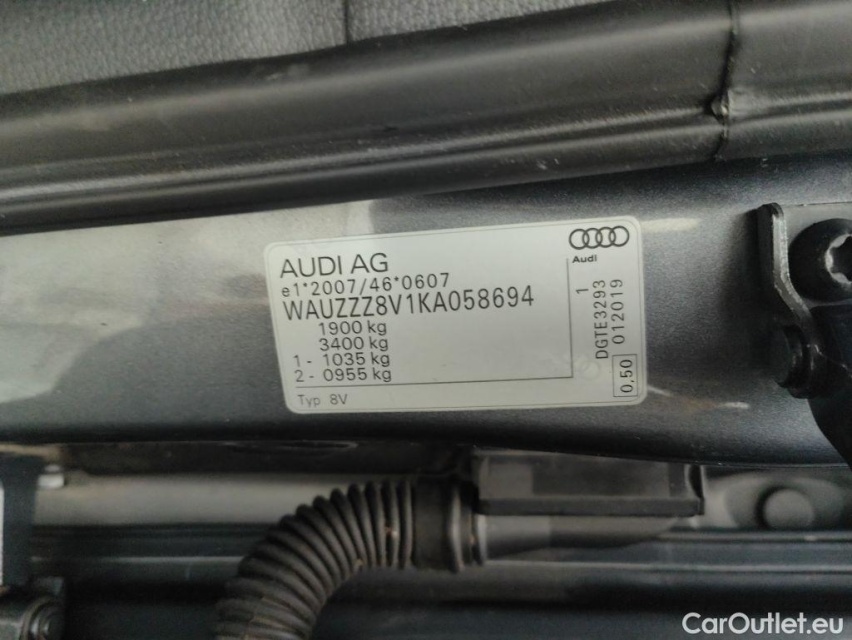 AUDI AG
e1*2007/46*0607
WAUZZZ8V1KA058694
1900 kg
3400 kg
1 - 1035 kg
2 - 0955 kg
Typ 8V
Audi
1
DGTE3293
012019
0,50
CarOutlet.eu